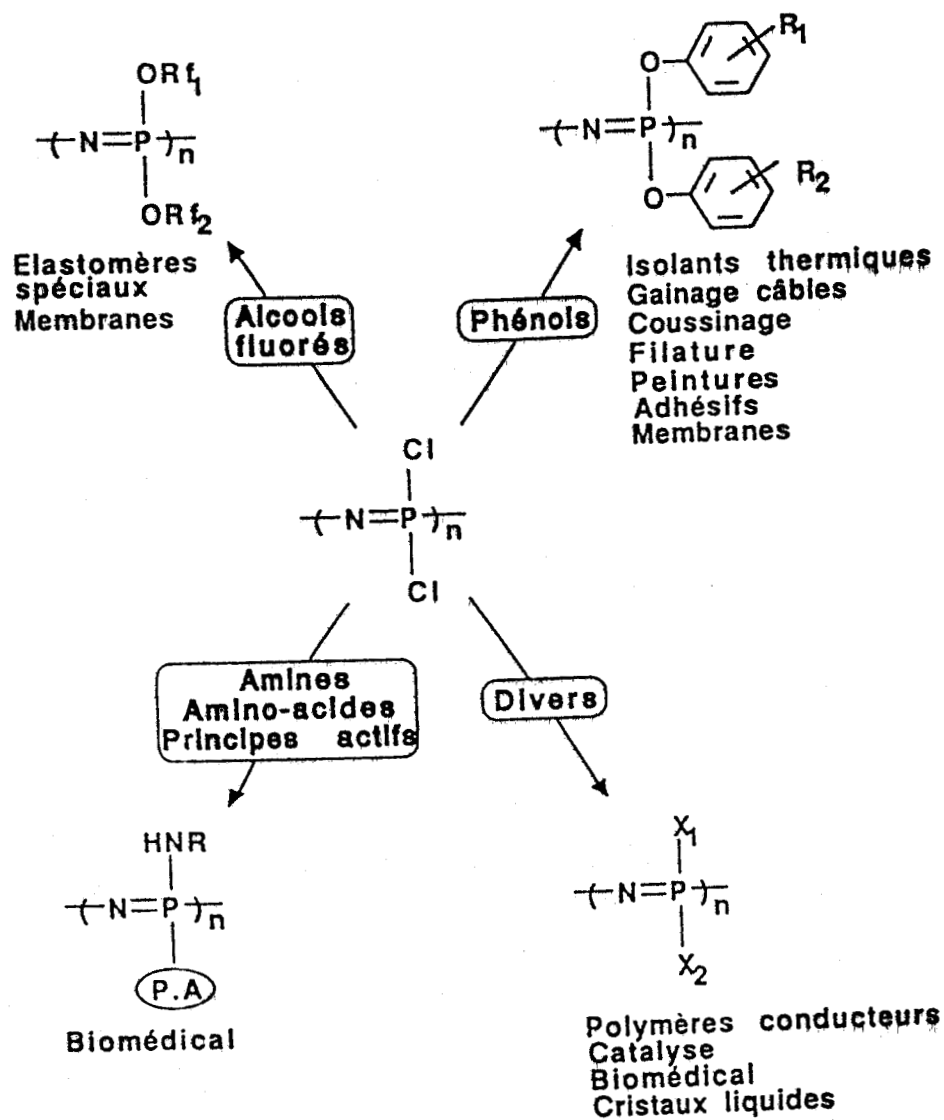 ORf1
-( N=P )n
ORf2
Elastomères
spéciaux
Membranes
Alcools
fluorés
O R1
-( N=P )n
O R2
Isolants thermiques
Gainage câbles
Coussinage
Filature
Peintures
Adhésifs
Membranes
Phénols
Cl
-( N=P )n
Cl
Amines
Amino-acides
Principes actifs
Divers
HNR
-( N=P )n
P.A
Biomédical
X1
-( N=P )n
X2
Polymères conducteurs
Catalyse
Biomédical
Cristaux liquides